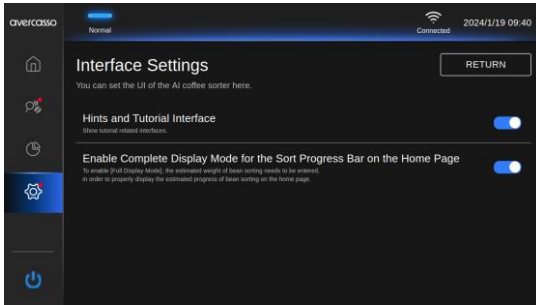 avercasso
Normal
Connected
2024/1/19 09:40
Interface Settings
RETURN
You can set the UI of the AI coffee sorter here.
Hints and Tutorial Interface
Show tutorial related interfaces.
Enable Complete Display Mode for the Sort Progress Bar on the Home Page
To enable [Full Display Mode], the estimated weight of bean sorting needs to be entered,
in order to properly display the estimated progress of bean sorting on the home page.